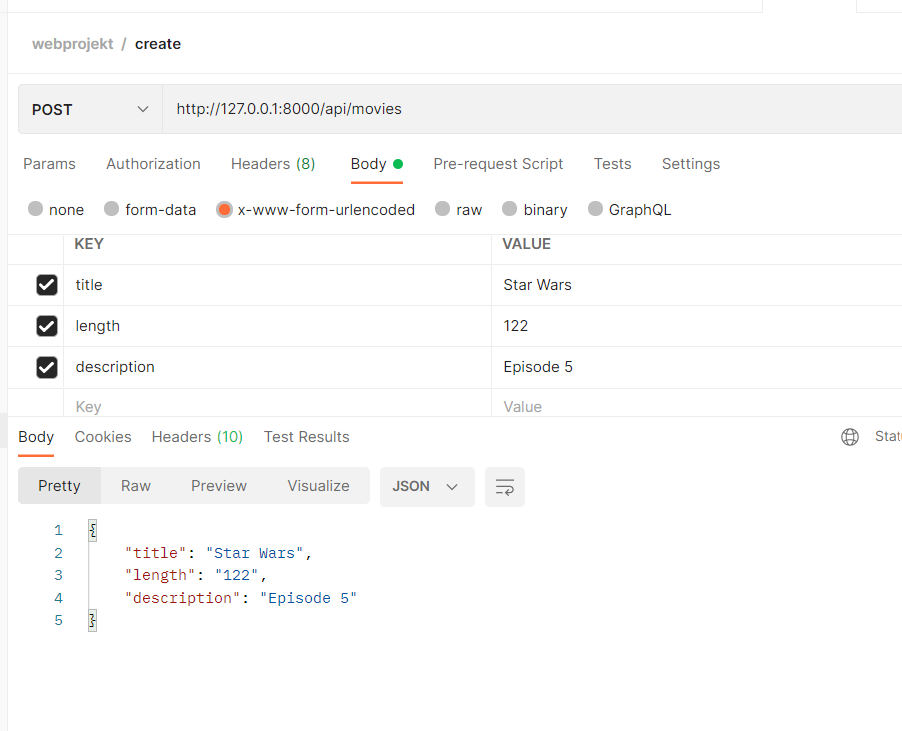 webprojekt / create
POST http://127.0.0.1:8000/api/movies
Params Authorization Headers (8) Body Pre-request Script Tests Settings
none form-data x-www-form-urlencoded raw binary GraphQL
KEY VALUE
title Star Wars
length 122
description Episode 5
Key Value
Body Cookies Headers (10) Test Results
Pretty Raw Preview Visualize JSON
1 {
2 "title": "Star Wars",
3 "length": "122",
4 "description": "Episode 5"
5 }